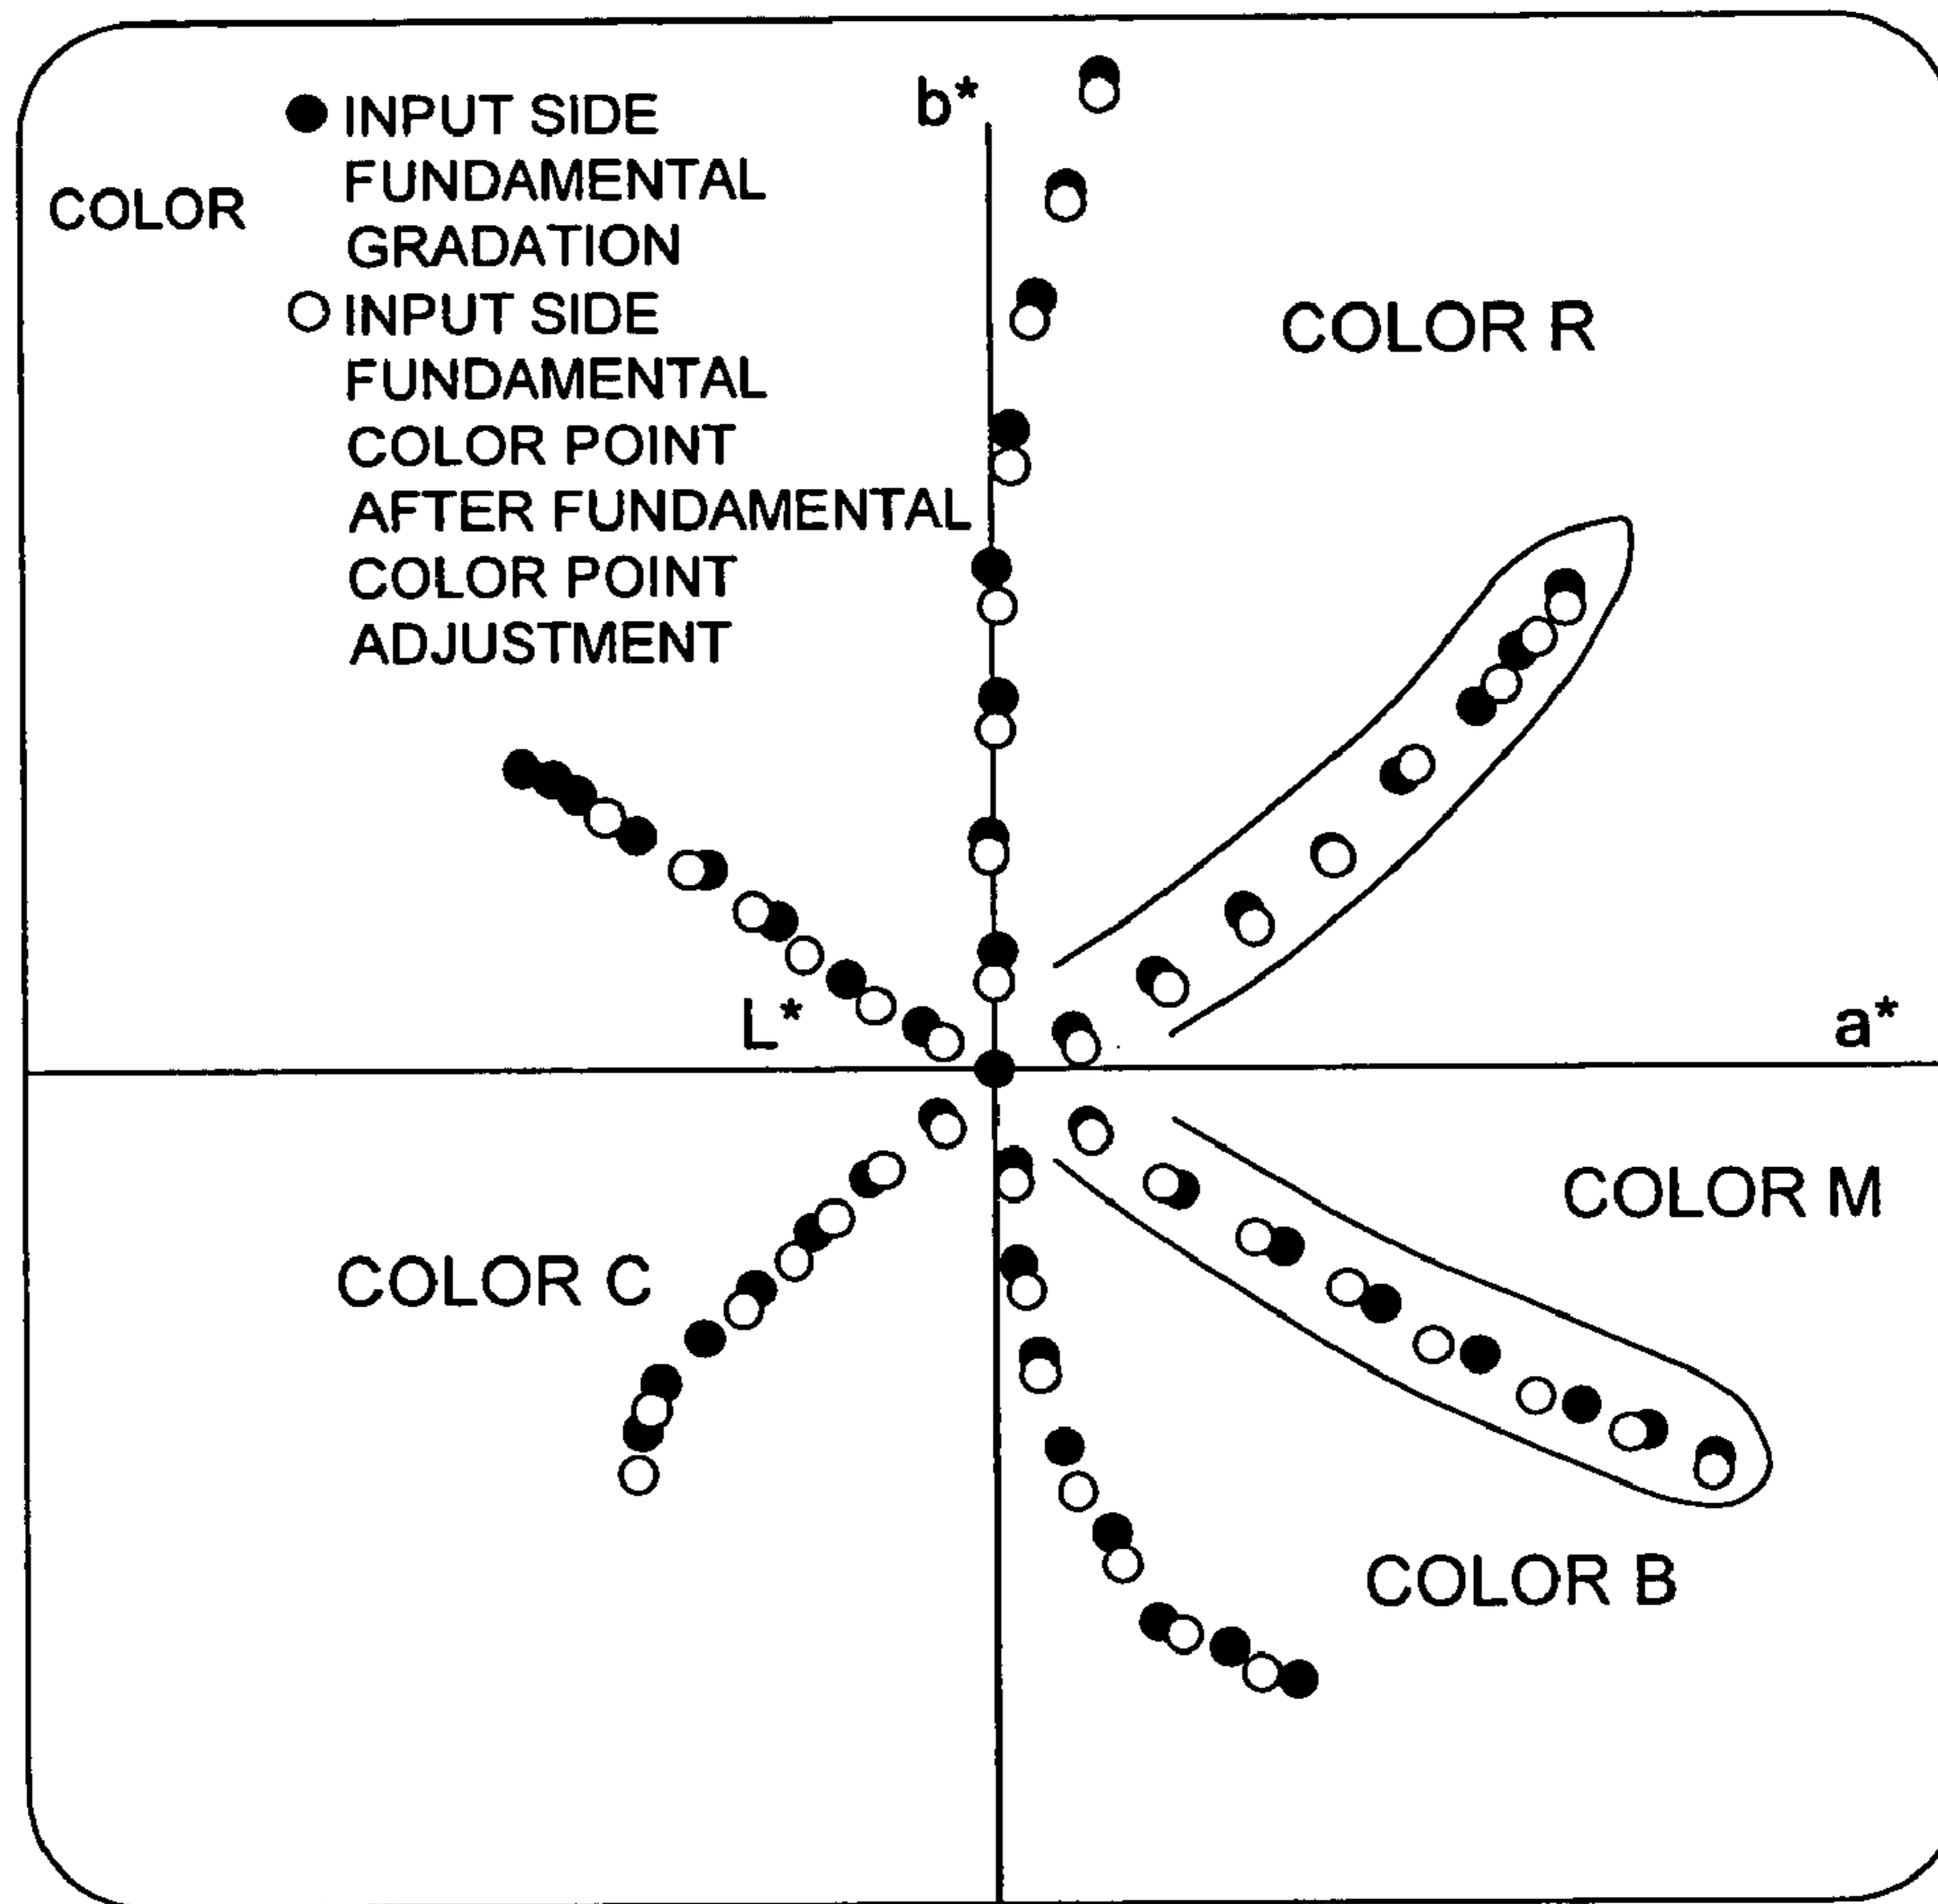 b*
INPUT SIDE
FUNDAMENTAL
GRADATION
COLOR
INPUT SIDE
FUNDAMENTAL
COLOR POINT
AFTER FUNDAMENTAL
COLOR POINT
ADJUSTMENT
COLOR R
L*
a*
COLOR M
COLOR C
COLOR B